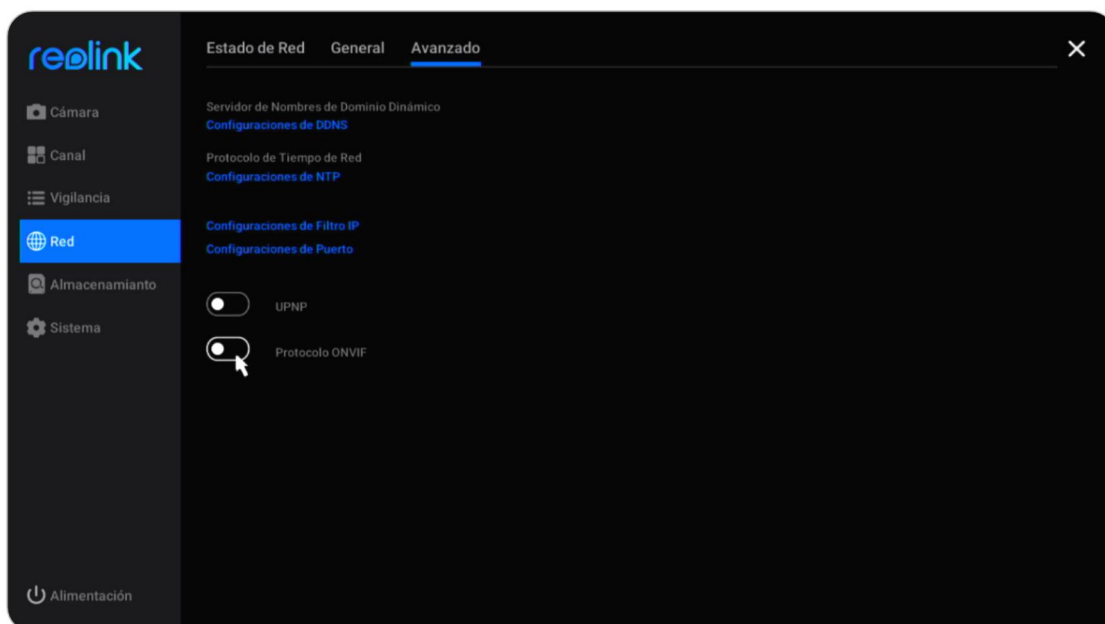 reolink
Estado de Red General Avanzado
Cámara
Canal
Vigilancia
Red
Almacenamianto
Sistema
Alimentación
Servidor de Nombres de Dominio Dinámico
Configuraciones de DDNS
Protocolo de Tiempo de Red
Configuraciones de NTP
Configuraciones de Filtro IP
Configuraciones de Puerto
UPNP
Protocolo ONVIF